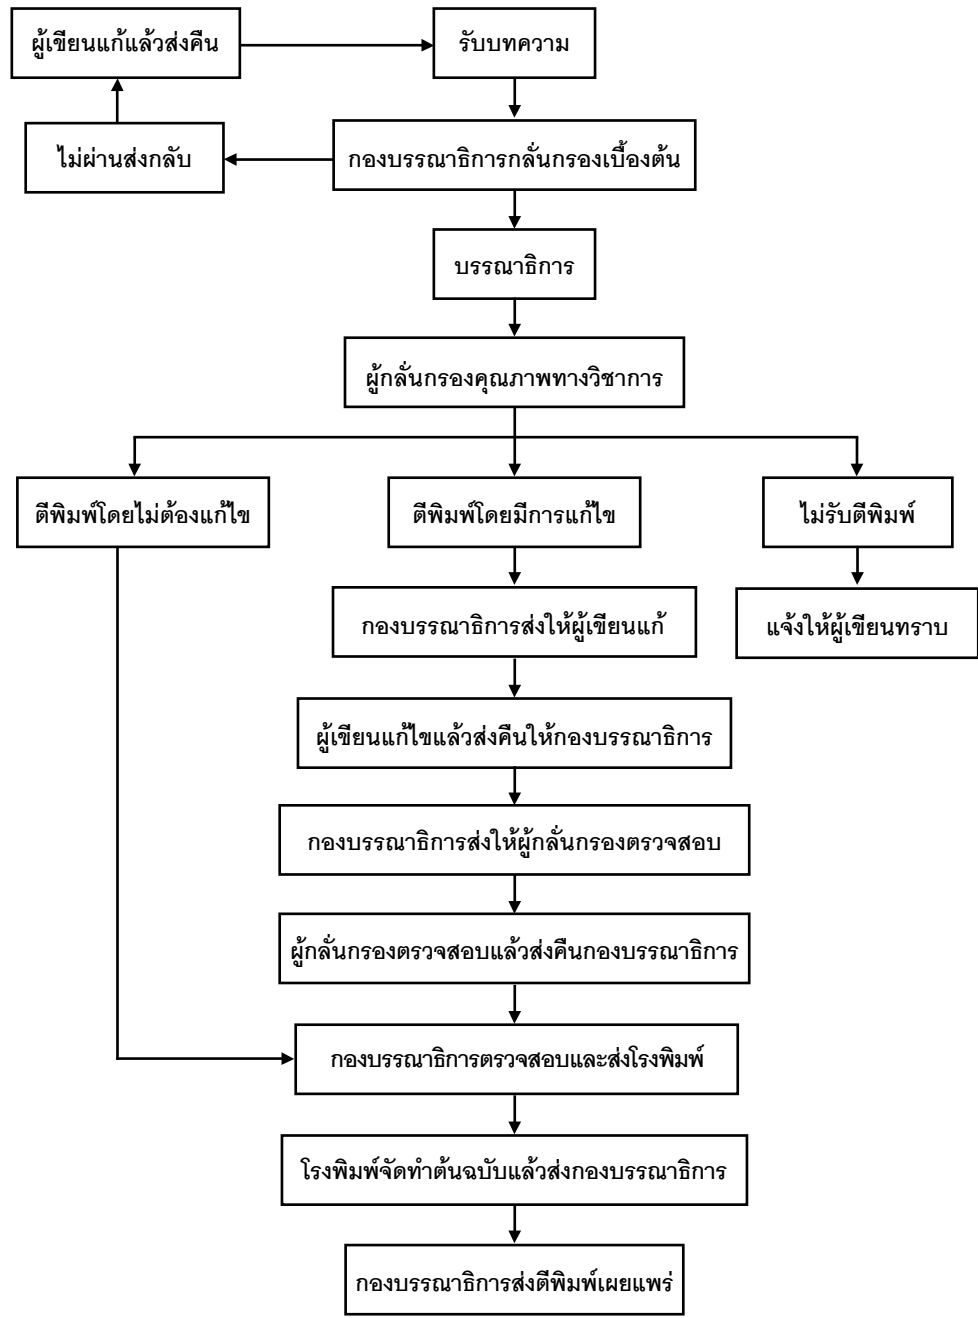 ผู้เขียนแก้แล้วส่งคืน
รับบทความ
ไม่ผ่านส่งกลับ
กองบรรณาธิการกลั่นกรองเบื้องต้น
บรรณาธิการ
ผู้กลั่นกรองคุณภาพทางวิชาการ
ตีพิมพ์โดยไม่ต้องแก้ไข
ตีพิมพ์โดยมีการแก้ไข
ไม่รับตีพิมพ์
กองบรรณาธิการส่งให้ผู้เขียนแก้
แจ้งให้ผู้เขียนทราบ
ผู้เขียนแก้ไขแล้วส่งคืนให้กองบรรณาธิการ
กองบรรณาธิการส่งให้ผู้กลั่นกรองตรวจสอบ
ผู้กลั่นกรองตรวจสอบแล้วส่งคืนกองบรรณาธิการ
กองบรรณาธิการตรวจสอบและส่งโรงพิมพ์
โรงพิมพ์จัดทำต้นฉบับแล้วส่งกองบรรณาธิการ
กองบรรณาธิการส่งตีพิมพ์เผยแพร่